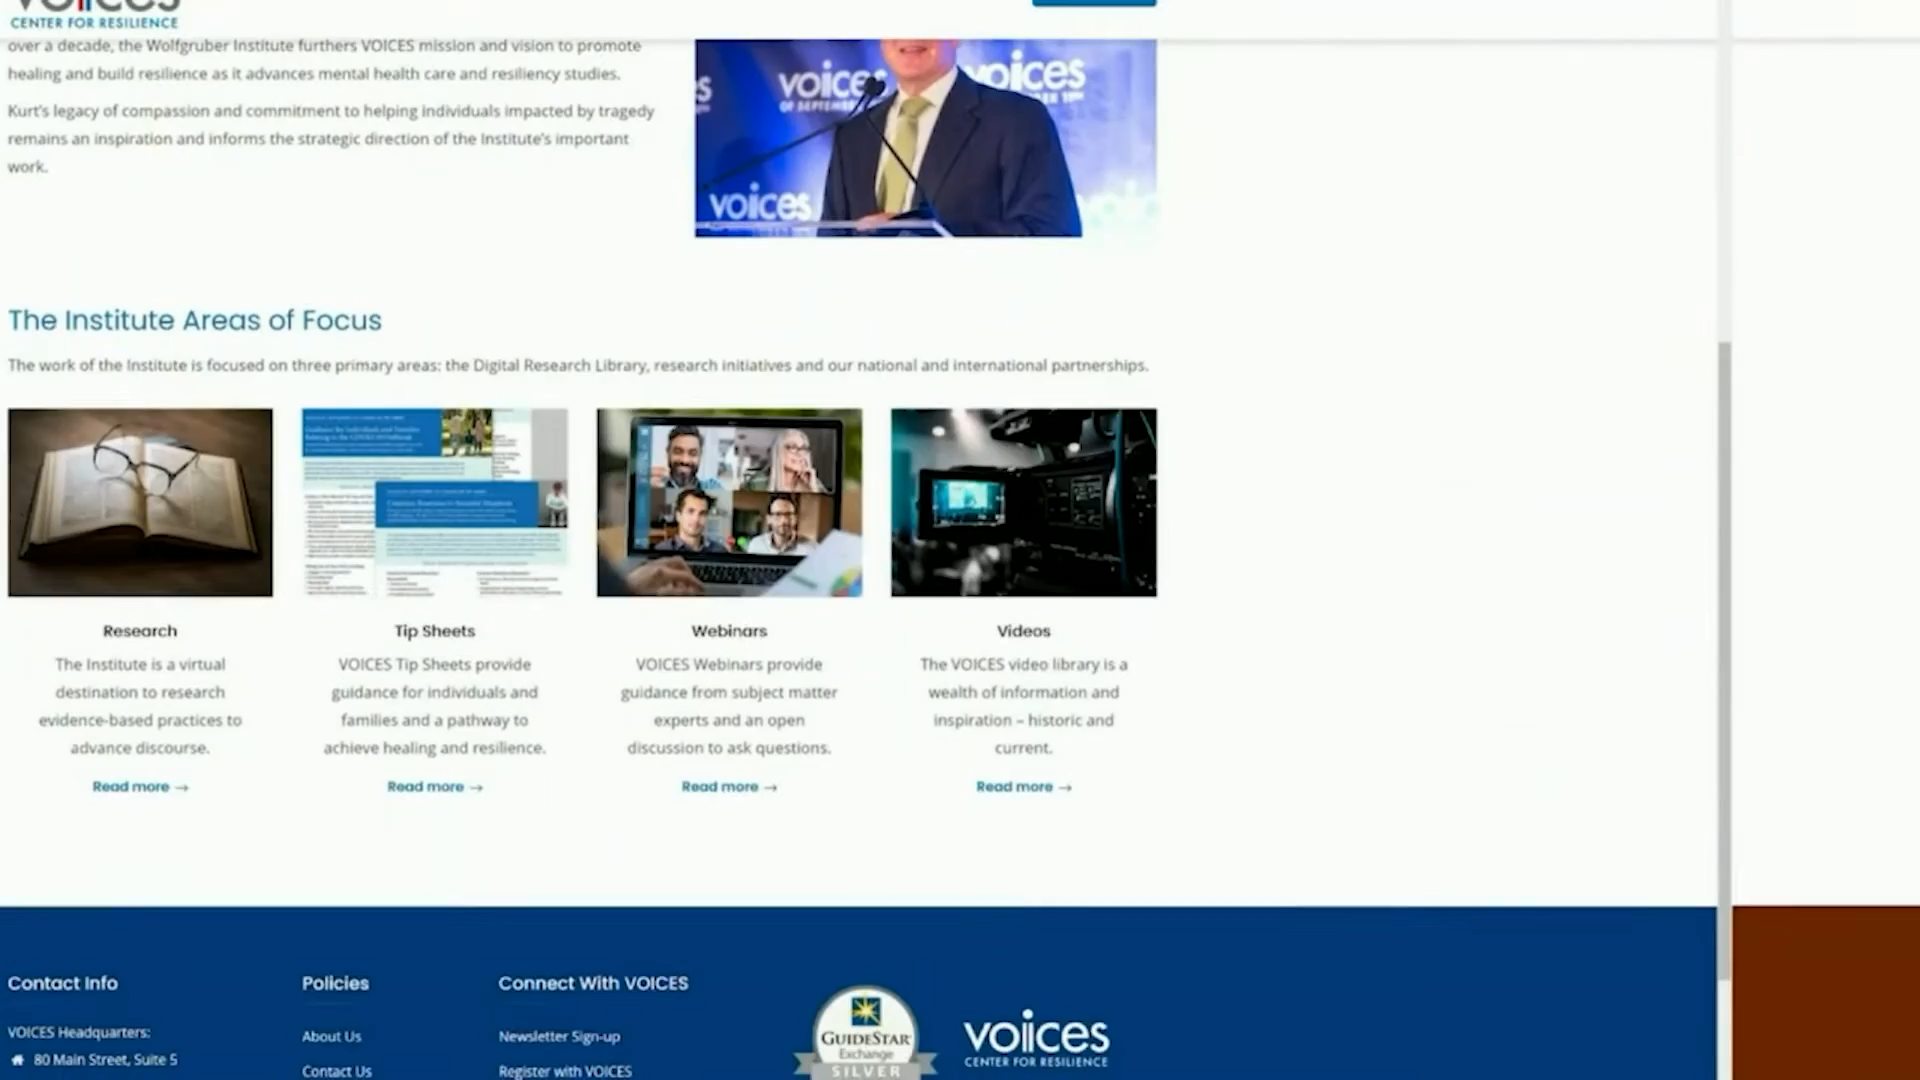 voices
CENTER FOR RESILIENCE
over a decade, the Wolfgruber Institute furthers VOICES mission and vision to promote
healing and build resilience as it advances mental health care and resiliency studies.
Kurt's legacy of compassion and commitment to helping individuals impacted by tragedy
remains an inspiration and informs the strategic direction of the Institute's important
work.
voices
voices
voices
The Institute Areas of Focus
The work of the Institute is focused on three primary areas: the Digital Research Library, research initiatives and our national and international partnerships.
Research
The Institute is a virtual
destination to research
evidence-based practices to
advance discourse.
Read more →
Tip Sheets
VOICES Tip Sheets provide
guidance for individuals and
families and a pathway to
achieve healing and resilience.
Read more →
Webinars
VOICES Webinars provide
guidance from subject matter
experts and an open
discussion to ask questions.
Read more →
Videos
The VOICES video library is a
wealth of information and
inspiration – historic and
current.
Read more →
Contact Info
VOICES Headquarters:
80 Main Street, Suite 5
Policies
About Us
Contact Us
Connect With VOICES
Newsletter Sign-up
Register with VOICES
GUIDESTAR
Exchange
SILVER
voices
CENTER FOR RESILIENCE